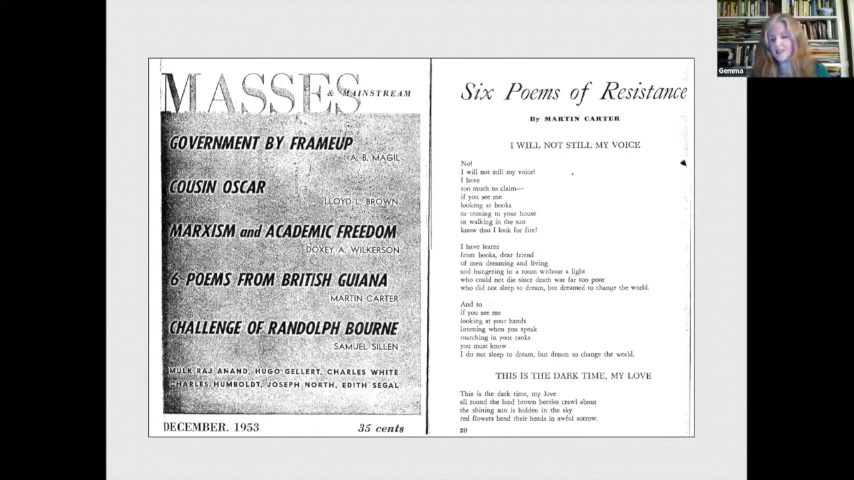 MASSES
& MAINSTREAM
GOVERNMENT BY FRAMEUP
A. B. MAGIL
COUSIN OSCAR
LLOYD L. BROWN
MARXISM and ACADEMIC FREEDOM
DOXEY A. WILKERSON
6 POEMS FROM BRITISH GUIANA
MARTIN CARTER
CHALLENGE OF RANDOLPH BOURNE
SAMUEL SILLEN
MULK RAJ ANAND, HUGO GELLERT, CHARLES WHITE
CHARLES HUMBOLDT, JOSEPH NORTH, EDITH SEGAL
DECEMBER, 1953
35 cents
Six Poems of Resistance
By MARTIN CARTER
I WILL NOT STILL MY VOICE
No!
I will not still my voice!
I have
too much to claim—
if you see me
looking at books
or coming to your house
or walking in the sun
know that I look for fire!
I have learnt
from books, dear friend
of men dreaming and living
and hungering in a room without a light
who could not die since death was far too poor
who did not sleep to dream, but dreamed to change the world.
And so
if you see me
looking at your hands
listening when you speak
marching in your ranks
you must know
I do not sleep to dream, but dream to change the world.
THIS IS THE DARK TIME, MY LOVE
This is the dark time, my love
all round the land brown beetles crawl about
the shining sun is hidden in the sky
red flowers bend their heads in awful sorrow.
20
Gemma